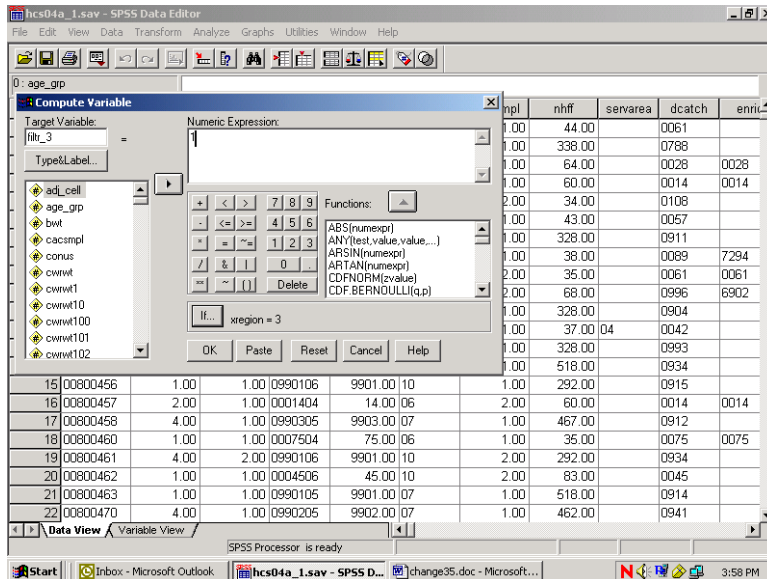 hcs04a_1.sav - SPSS Data Editor
File Edit View Data Transform Analyze Graphs Utilities Window Help
0 : age_grp
Compute Variable
Target Variable:
filtr_3
=
Numeric Expression:
1
Type&Label...
adj_cell
age_grp
bwt
cacsmpl
conus
cwrwt
cwrwt1
cwrwt10
cwrwt100
cwrwt101
cwrwt102
+ < > 7 8 9
- <= >= 4 5 6
* = ~= 1 2 3
/ & | 0 .
** ~ () Delete
Functions:
ABS(numexpr)
ANY(test,value,value,...)
ARSIN(numexpr)
ARTAN(numexpr)
CDFNORM(zvalue)
CDF.BERNOULLI(q,p)
If... xregion = 3
OK Paste Reset Cancel Help
mpl nhff servarea dcatch enric
1.00 44.00 0061
1.00 338.00 0788
1.00 64.00 0028 0028
1.00 60.00 0014 0014
2.00 34.00 0108
1.00 43.00 0057
1.00 328.00 0911
1.00 38.00 0089 7294
2.00 35.00 0061 0061
2.00 68.00 0996 6902
1.00 328.00 0904
1.00 37.00 04 0042
1.00 328.00 0993
1.00 518.00 0934
15 00800456 1.00 1.00 0990106 9901.00 10 1.00 292.00 0915
16 00800457 2.00 1.00 0001404 14.00 06 2.00 60.00 0014 0014
17 00800458 4.00 1.00 0990305 9903.00 07 1.00 467.00 0912
18 00800460 1.00 1.00 0007504 75.00 06 1.00 35.00 0075 0075
19 00800461 4.00 2.00 0990106 9901.00 10 2.00 292.00 0934
20 00800462 1.00 1.00 0004506 45.00 10 2.00 83.00 0045
21 00800463 1.00 1.00 0990105 9901.00 07 1.00 518.00 0914
22 00800470 4.00 1.00 0990205 9902.00 07 1.00 462.00 0941
Data View Variable View
SPSS Processor is ready
Start Inbox - Microsoft Outlook hcs04a_1.sav - SPSS D... change35.doc - Microsoft... N 3:58 PM